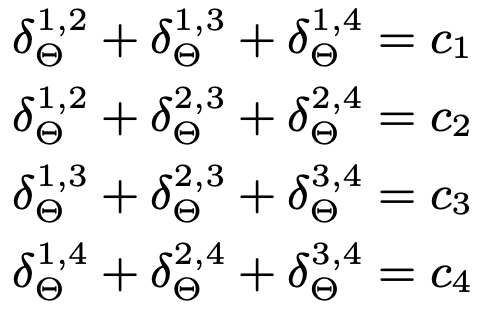 δ_Θ^{1,2} + δ_Θ^{1,3} + δ_Θ^{1,4} = c_1
δ_Θ^{1,2} + δ_Θ^{2,3} + δ_Θ^{2,4} = c_2
δ_Θ^{1,3} + δ_Θ^{2,3} + δ_Θ^{3,4} = c_3
δ_Θ^{1,4} + δ_Θ^{2,4} + δ_Θ^{3,4} = c_4